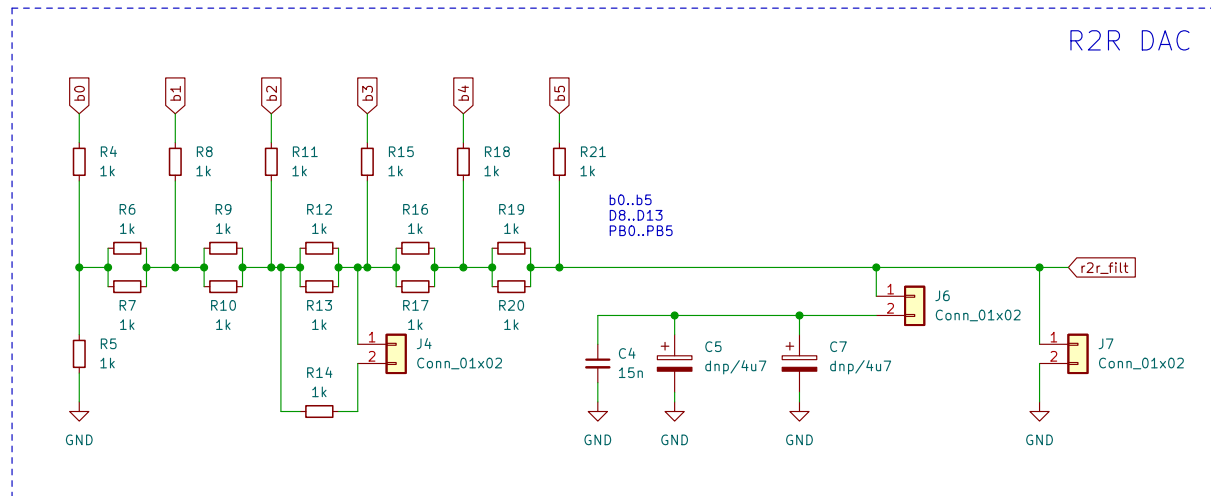 R2R DAC
b0
b1
b2
b3
b4
b5
R4
1k
R8
1k
R11
1k
R15
1k
R18
1k
R21
1k
b0..b5
D8..D13
PB0..PB5
R6
1k
R9
1k
R12
1k
R16
1k
R19
1k
r2r_filt
R7
1k
R10
1k
R13
1k
R17
1k
R20
1k
1
2
J6
Conn_01x02
R5
1k
1
2
J4
Conn_01x02
C4
15n
+
C5
dnp/4u7
+
C7
dnp/4u7
1
2
J7
Conn_01x02
R14
1k
GND
GND
GND
GND
GND